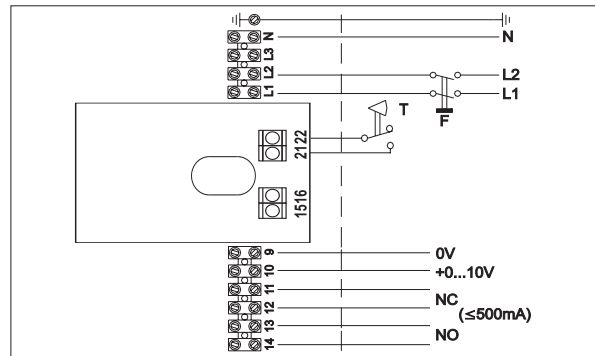 N N
L3
L2 L2
L1 L1
T
F
2122
1516
9 0V
10 +0...10V
11
NC
12 (≤500mA)
13
NO
14